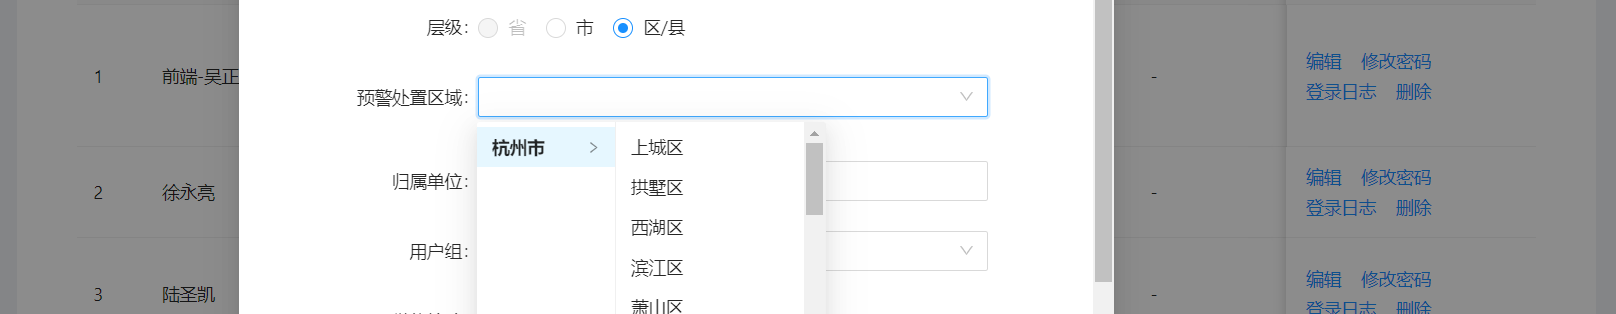 层级: 省 市 区/县
1 前端-吴正 - 编辑 修改密码
登录日志 删除
预警处置区域:
杭州市 上城区
归属单位:
拱墅区
2 徐永亮 - 编辑 修改密码
登录日志 删除
西湖区
用户组:
滨江区
3 陆圣凯 - 编辑 修改密码
萧山区
登录日志 删除